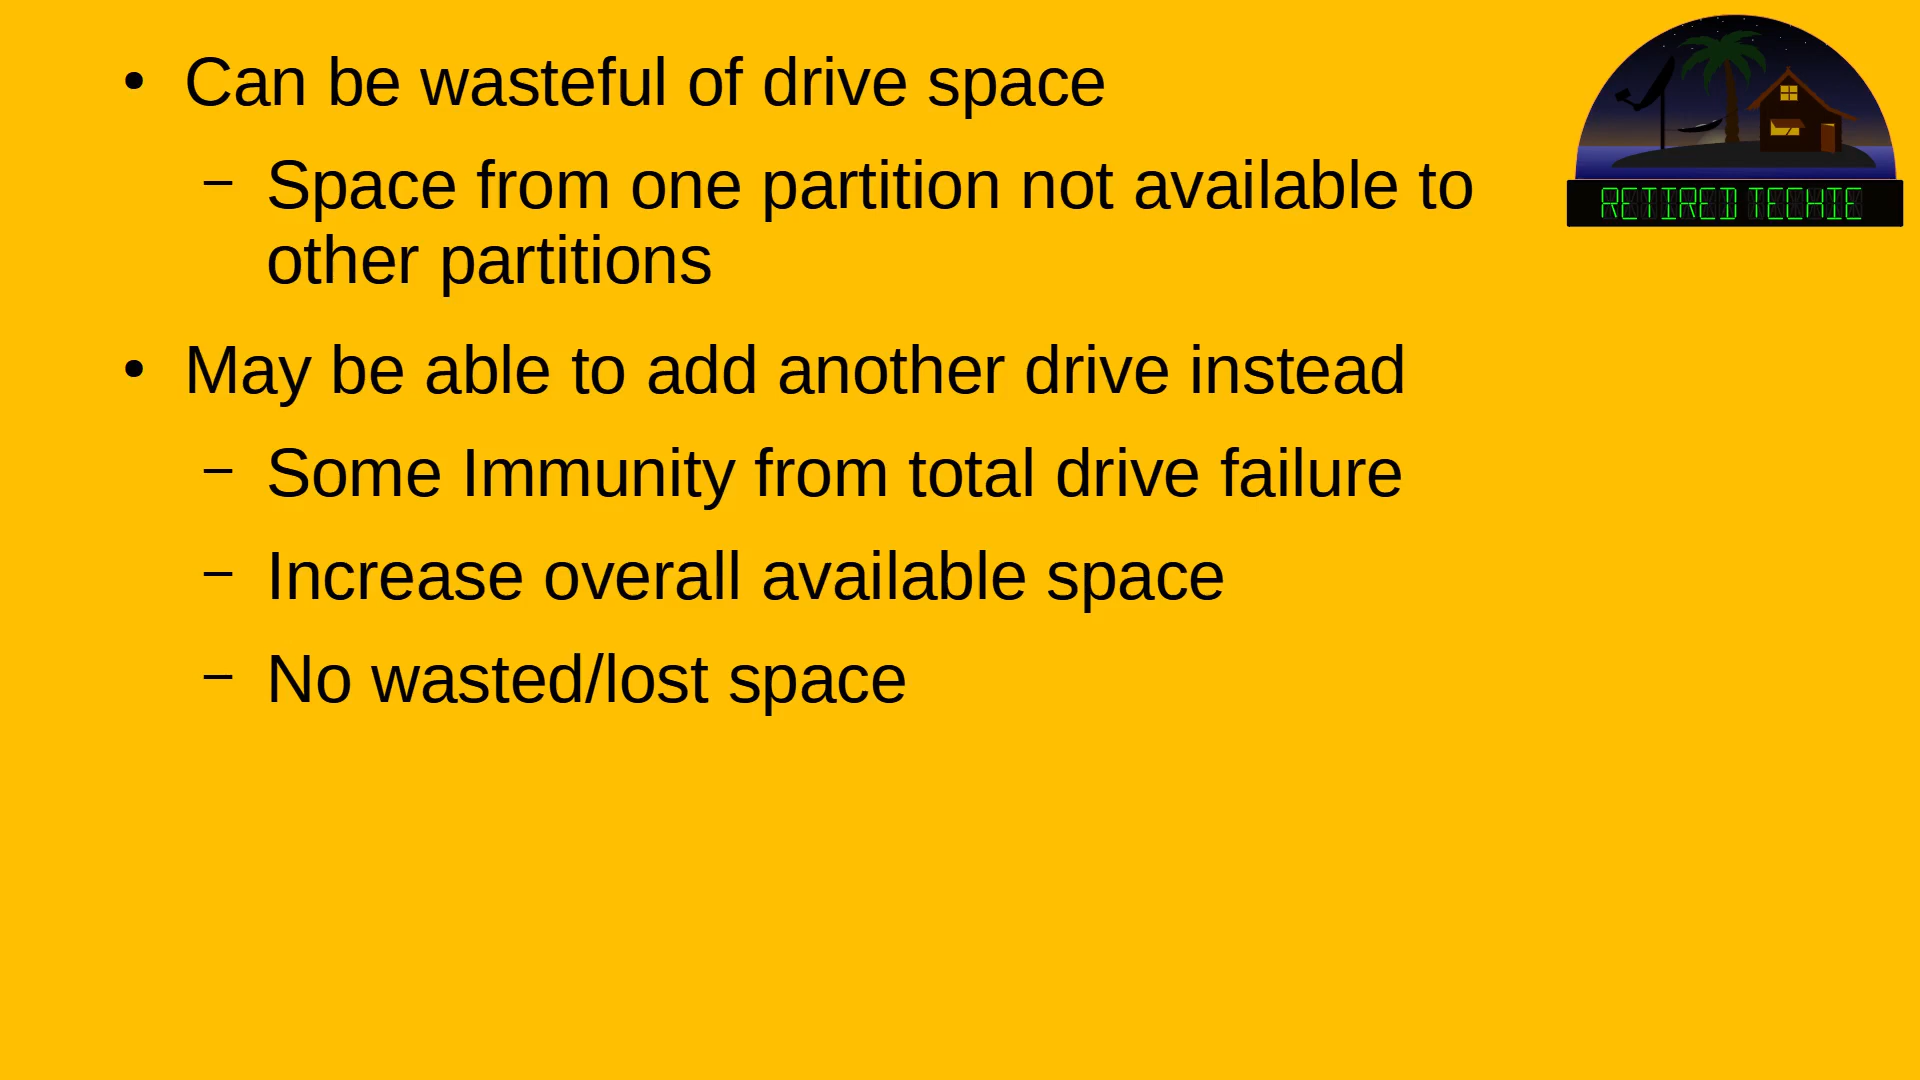 • Can be wasteful of drive space
– Space from one partition not available to
other partitions
• May be able to add another drive instead
– Some Immunity from total drive failure
– Increase overall available space
– No wasted/lost space
RETIRED TECHIE